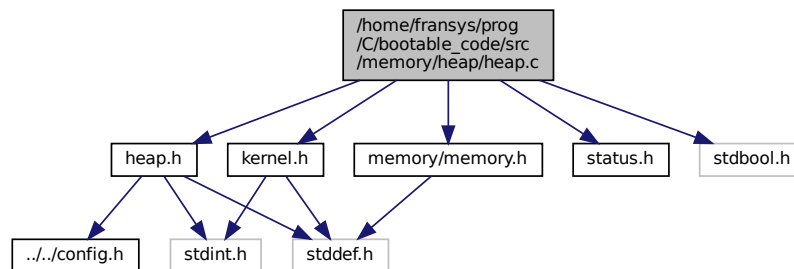 /home/fransys/prog
/C/bootable_code/src
/memory/heap/heap.c
heap.h
kernel.h
memory/memory.h
status.h
stdbool.h
../../config.h
stdint.h
stddef.h